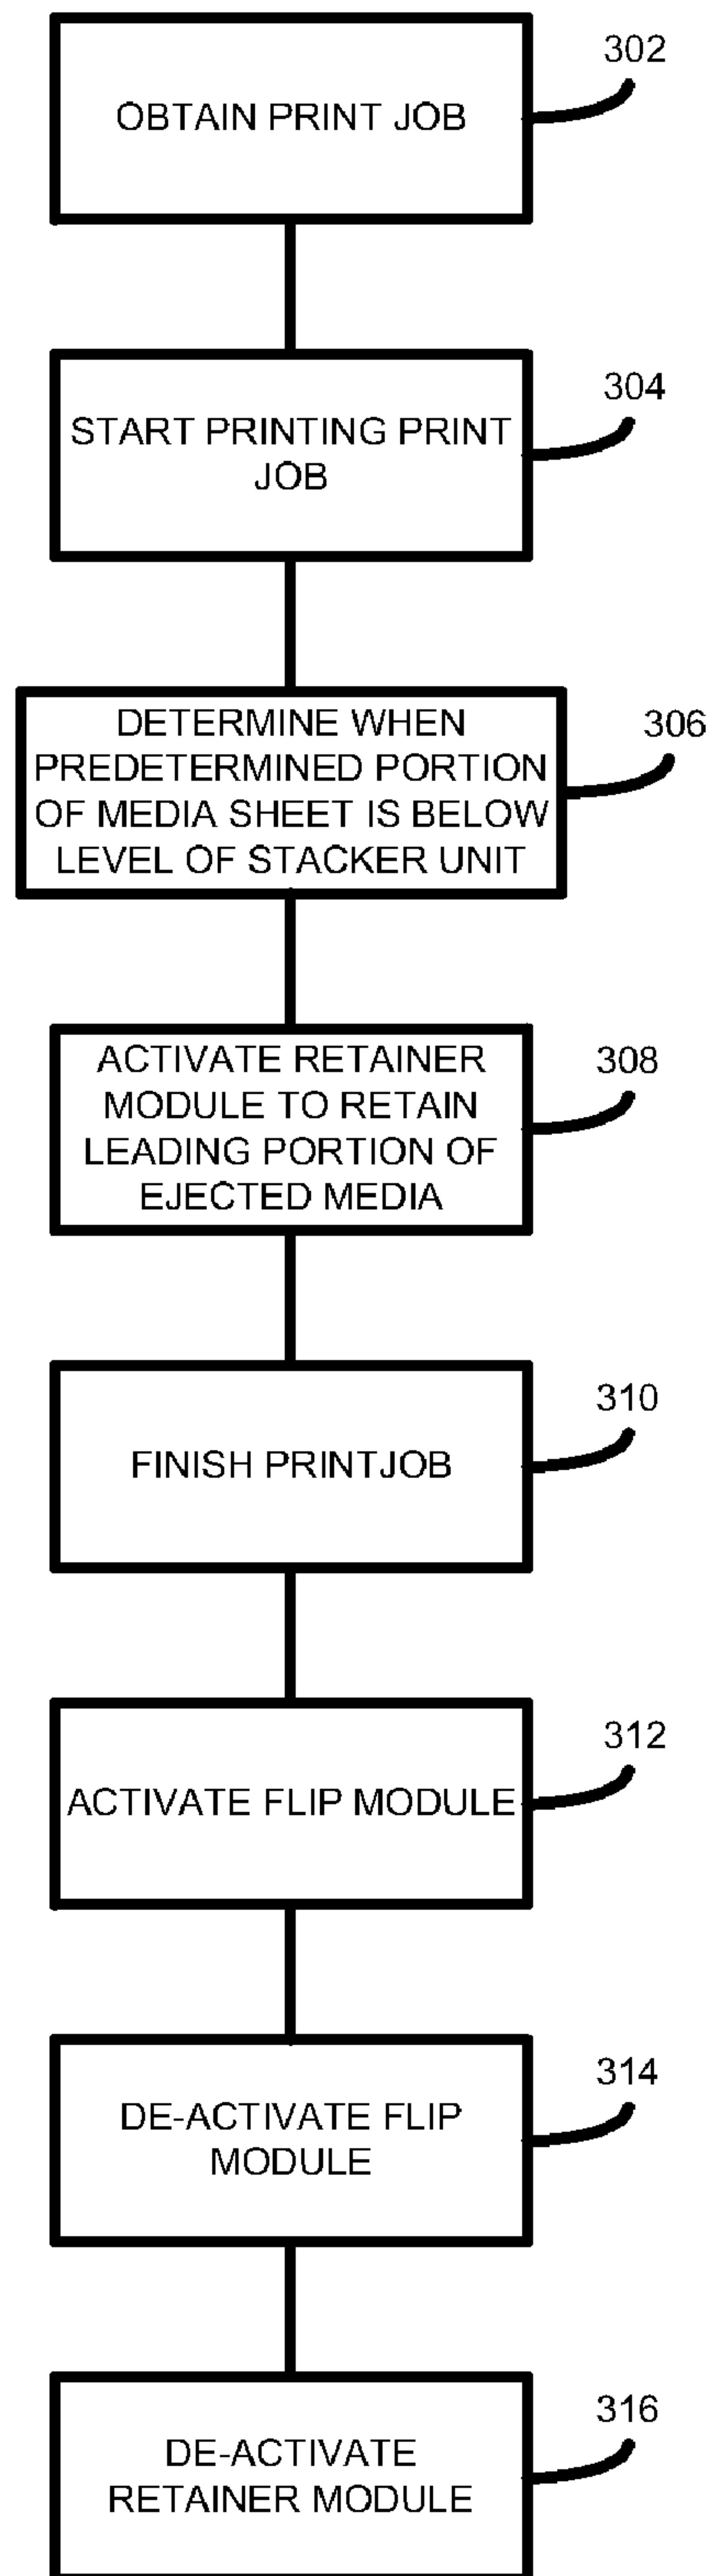 302
OBTAIN PRINT JOB
304
START PRINTING PRINT
JOB
306
DETERMINE WHEN
PREDETERMINED PORTION
OF MEDIA SHEET IS BELOW
LEVEL OF STACKER UNIT
308
ACTIVATE RETAINER
MODULE TO RETAIN
LEADING PORTION OF
EJECTED MEDIA
310
FINISH PRINTJOB
312
ACTIVATE FLIP MODULE
314
DE-ACTIVATE FLIP
MODULE
316
DE-ACTIVATE
RETAINER MODULE